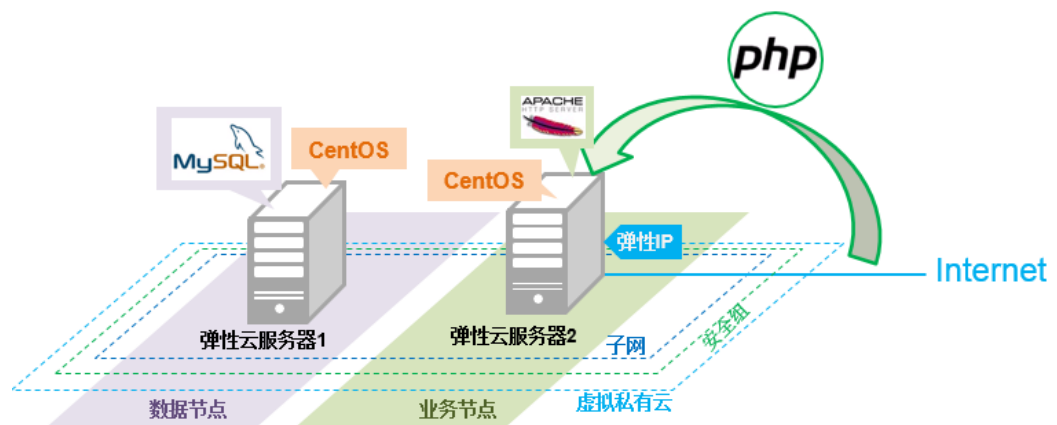 php
APACHE
HTTP SERVER
MySQL®
CentOS
CentOS
弹性IP
Internet
弹性云服务器1
弹性云服务器2
子网
安全组
虚拟私有云
数据节点
业务节点